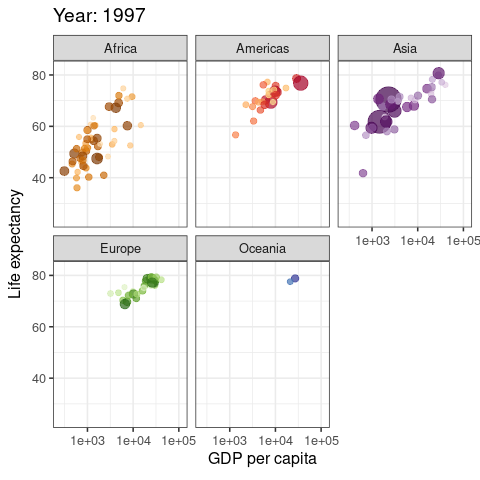 Year: 1997
Africa
Americas
Asia
80
60
40
1e+03 1e+04 1e+05
Life expectancy
Europe
Oceania
80
60
40
1e+03 1e+04 1e+05
1e+03 1e+04 1e+05
GDP per capita